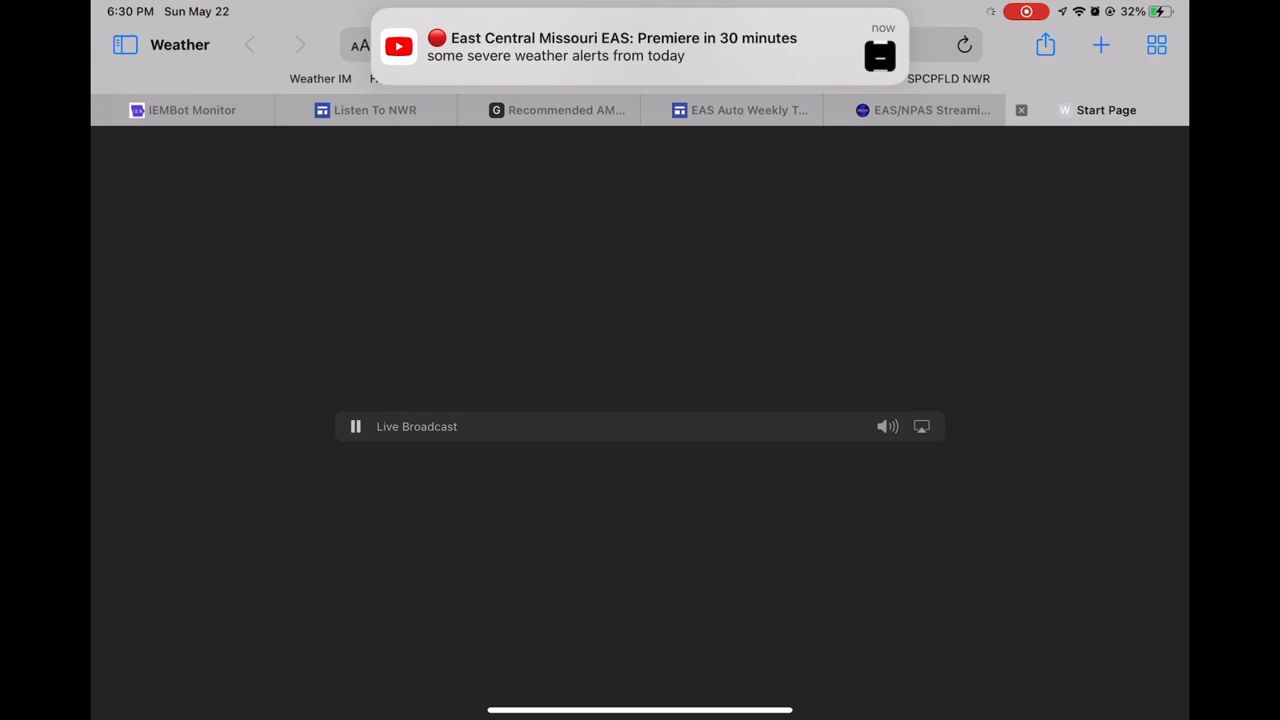 6:30 PM Sun May 22
32%
Weather
AA
🔴 East Central Missouri EAS: Premiere in 30 minutes
now
some severe weather alerts from today
Weather IM
SPCPFLD NWR
IEMBot Monitor
Listen To NWR
G Recommended AM...
EAS Auto Weekly T...
EAS/NPAS Streami...
W Start Page
Live Broadcast